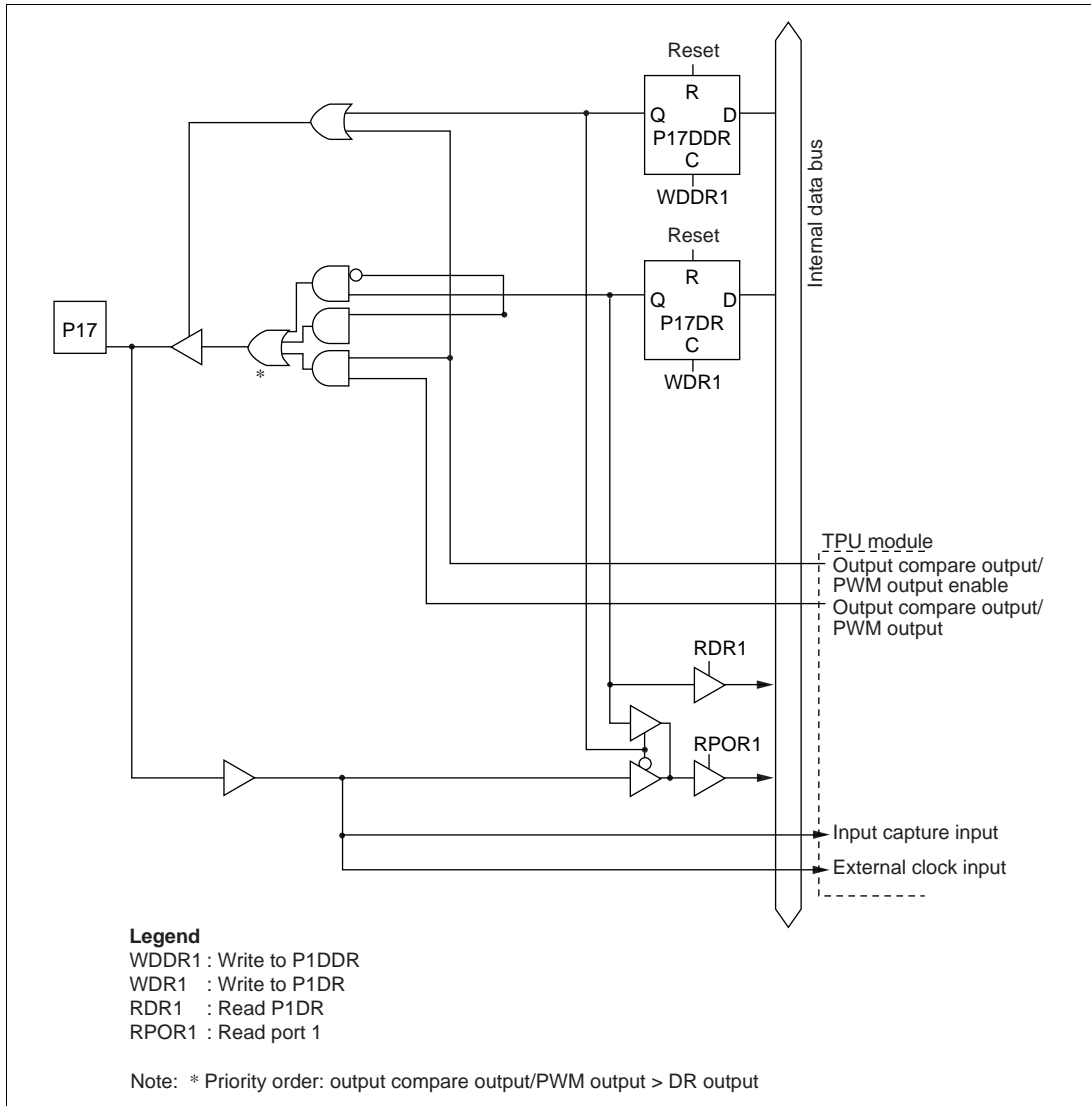 Reset
R
Q D
P17DDR
C
WDDR1
Internal data bus
Reset
R
Q D
P17DR
C
WDR1
P17
*
TPU module
Output compare output/
PWM output enable
Output compare output/
PWM output
RDR1
RPOR1
Input capture input
External clock input
Legend
WDDR1 : Write to P1DDR
WDR1 : Write to P1DR
RDR1 : Read P1DR
RPOR1 : Read port 1
Note: * Priority order: output compare output/PWM output > DR output